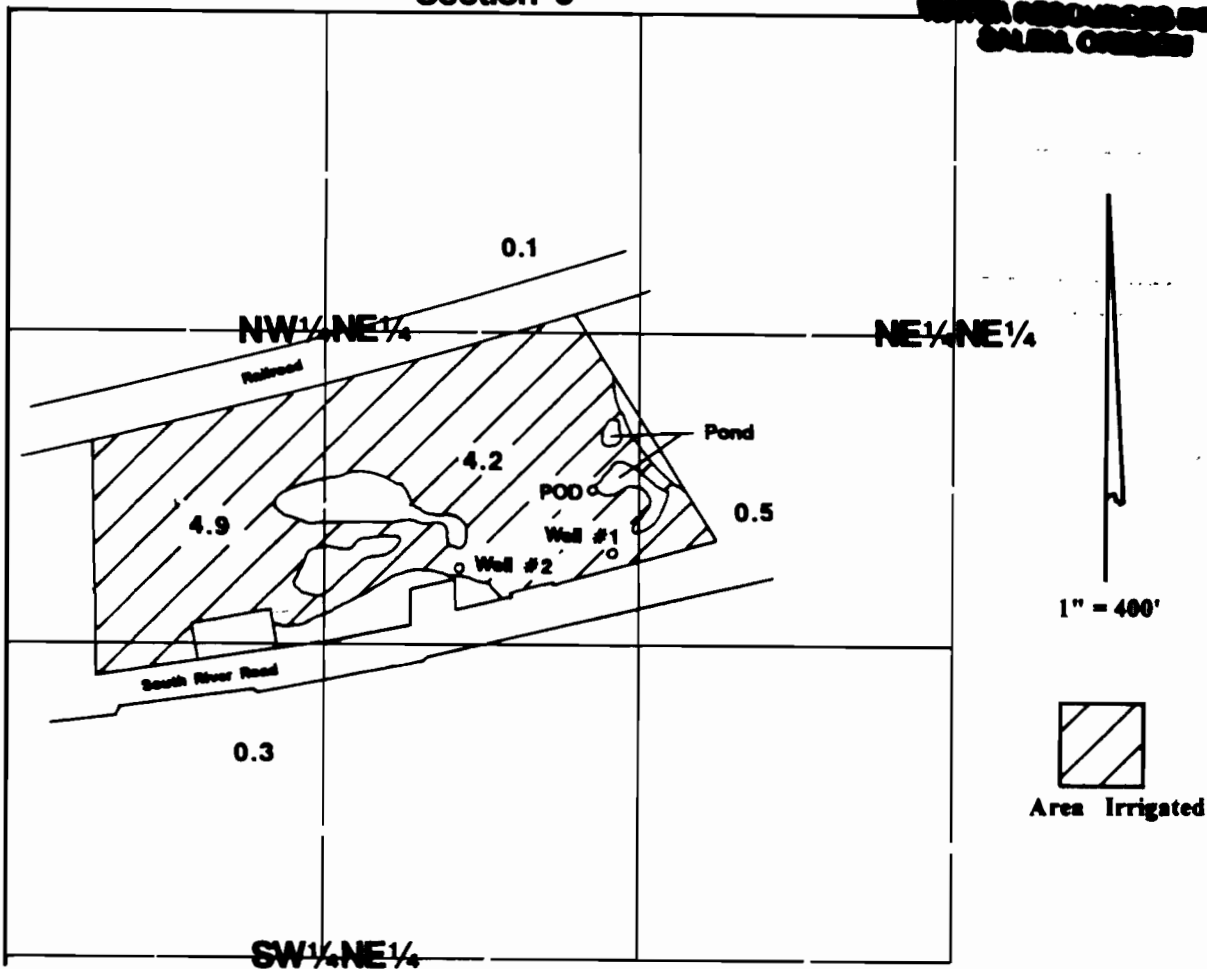 0.1
NW¼NE¼
NE¼NE¼
Railroad
Pond
4.2
POD
4.9
0.5
Well #1
Well #2
1" = 400'
South River Road
0.3
Area Irrigated
SW¼NE¼